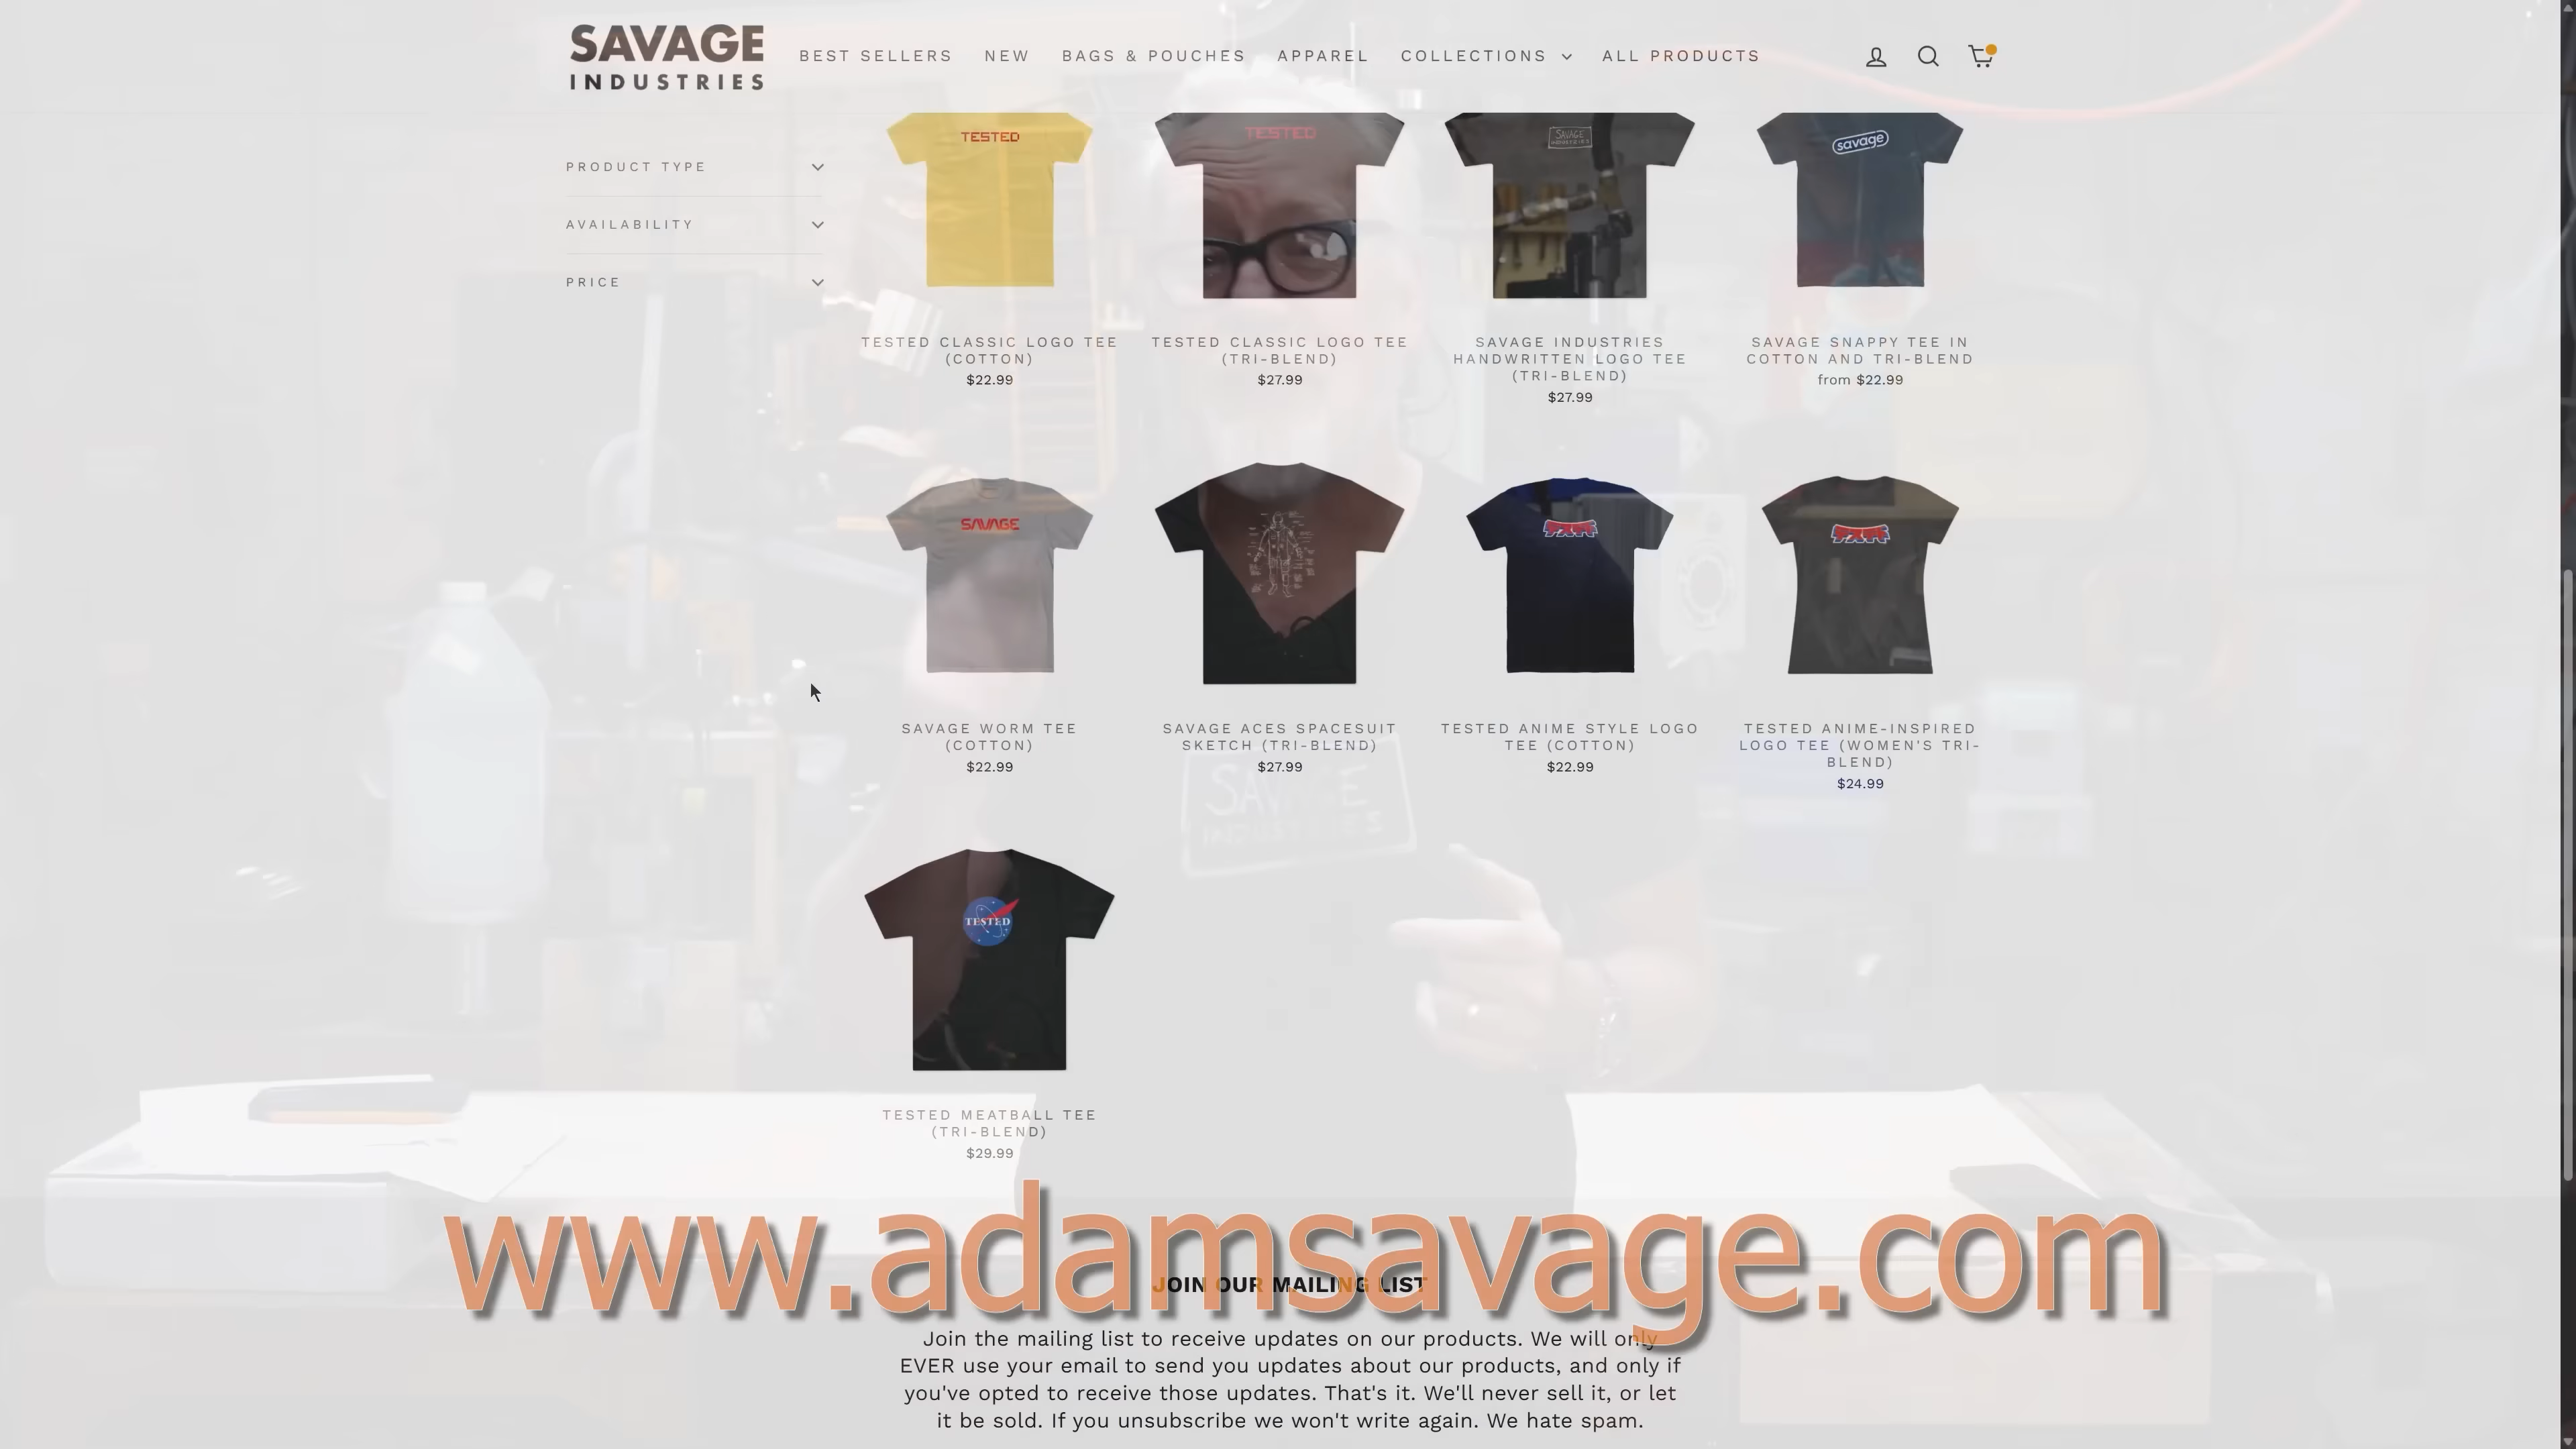 SAVAGE
INDUSTRIES
BEST SELLERS NEW BAGS & POUCHES APPAREL COLLECTIONS ALL PRODUCTS
PRODUCT TYPE
AVAILABILITY
PRICE
TESTED
TESTED
SAVAGE
INDUSTRIES
savage
TESTED CLASSIC LOGO TEE
(COTTON)
$22.99
TESTED CLASSIC LOGO TEE
(TRI-BLEND)
$27.99
SAVAGE INDUSTRIES
HANDWRITTEN LOGO TEE
(TRI-BLEND)
$27.99
SAVAGE SNAPPY TEE IN
COTTON AND TRI-BLEND
from $22.99
SAVAGE
SAVAGE WORM TEE
(COTTON)
$22.99
SAVAGE ACES SPACESUIT
SKETCH (TRI-BLEND)
$27.99
TESTED ANIME STYLE LOGO
TEE (COTTON)
$22.99
TESTED ANIME-INSPIRED
LOGO TEE (WOMEN'S TRI-
BLEND)
$24.99
SAVAGE
INDUSTRIES
TESTED
TESTED MEATBALL TEE
(TRI-BLEND)
$29.99
www.adamsavage.com
JOIN OUR MAILING LIST
Join the mailing list to receive updates on our products. We will only
EVER use your email to send you updates about our products, and only if
you've opted to receive those updates. That's it. We'll never sell it, or let
it be sold. If you unsubscribe we won't write again. We hate spam.